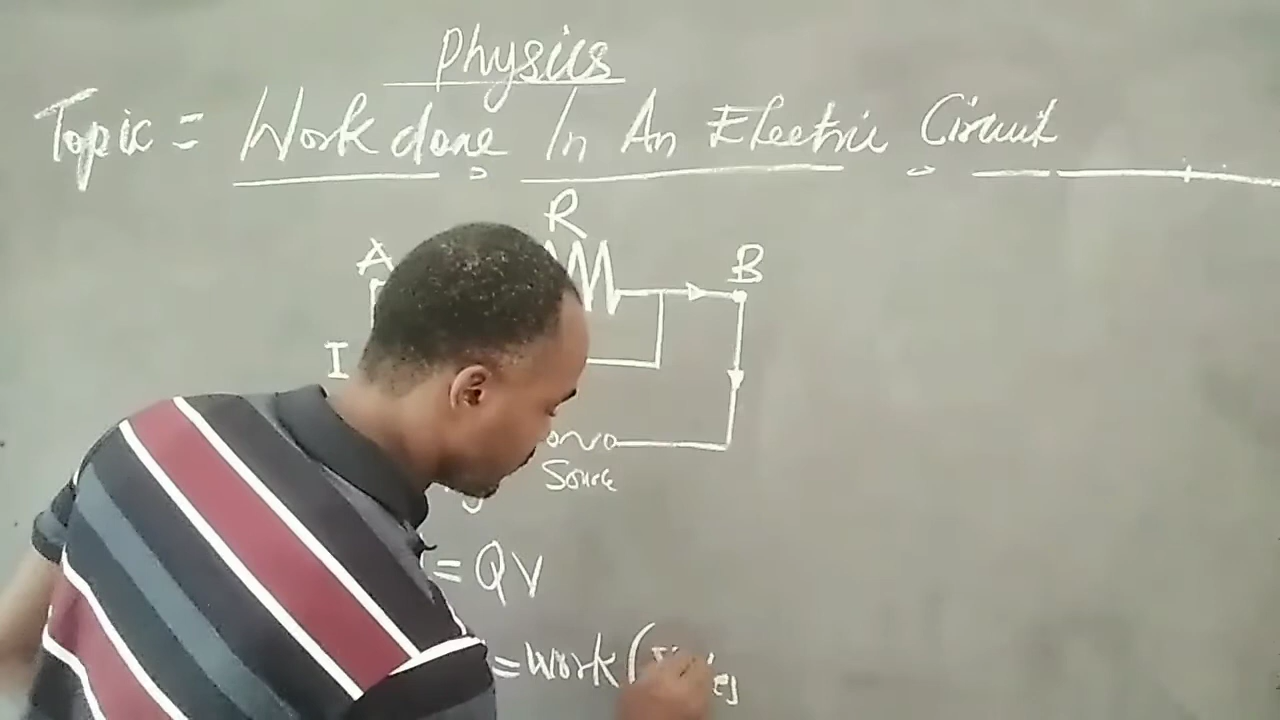 Physics
Topic = Work done In An Electric Circuit
R
A
B
I
Source
= QV
= Work (